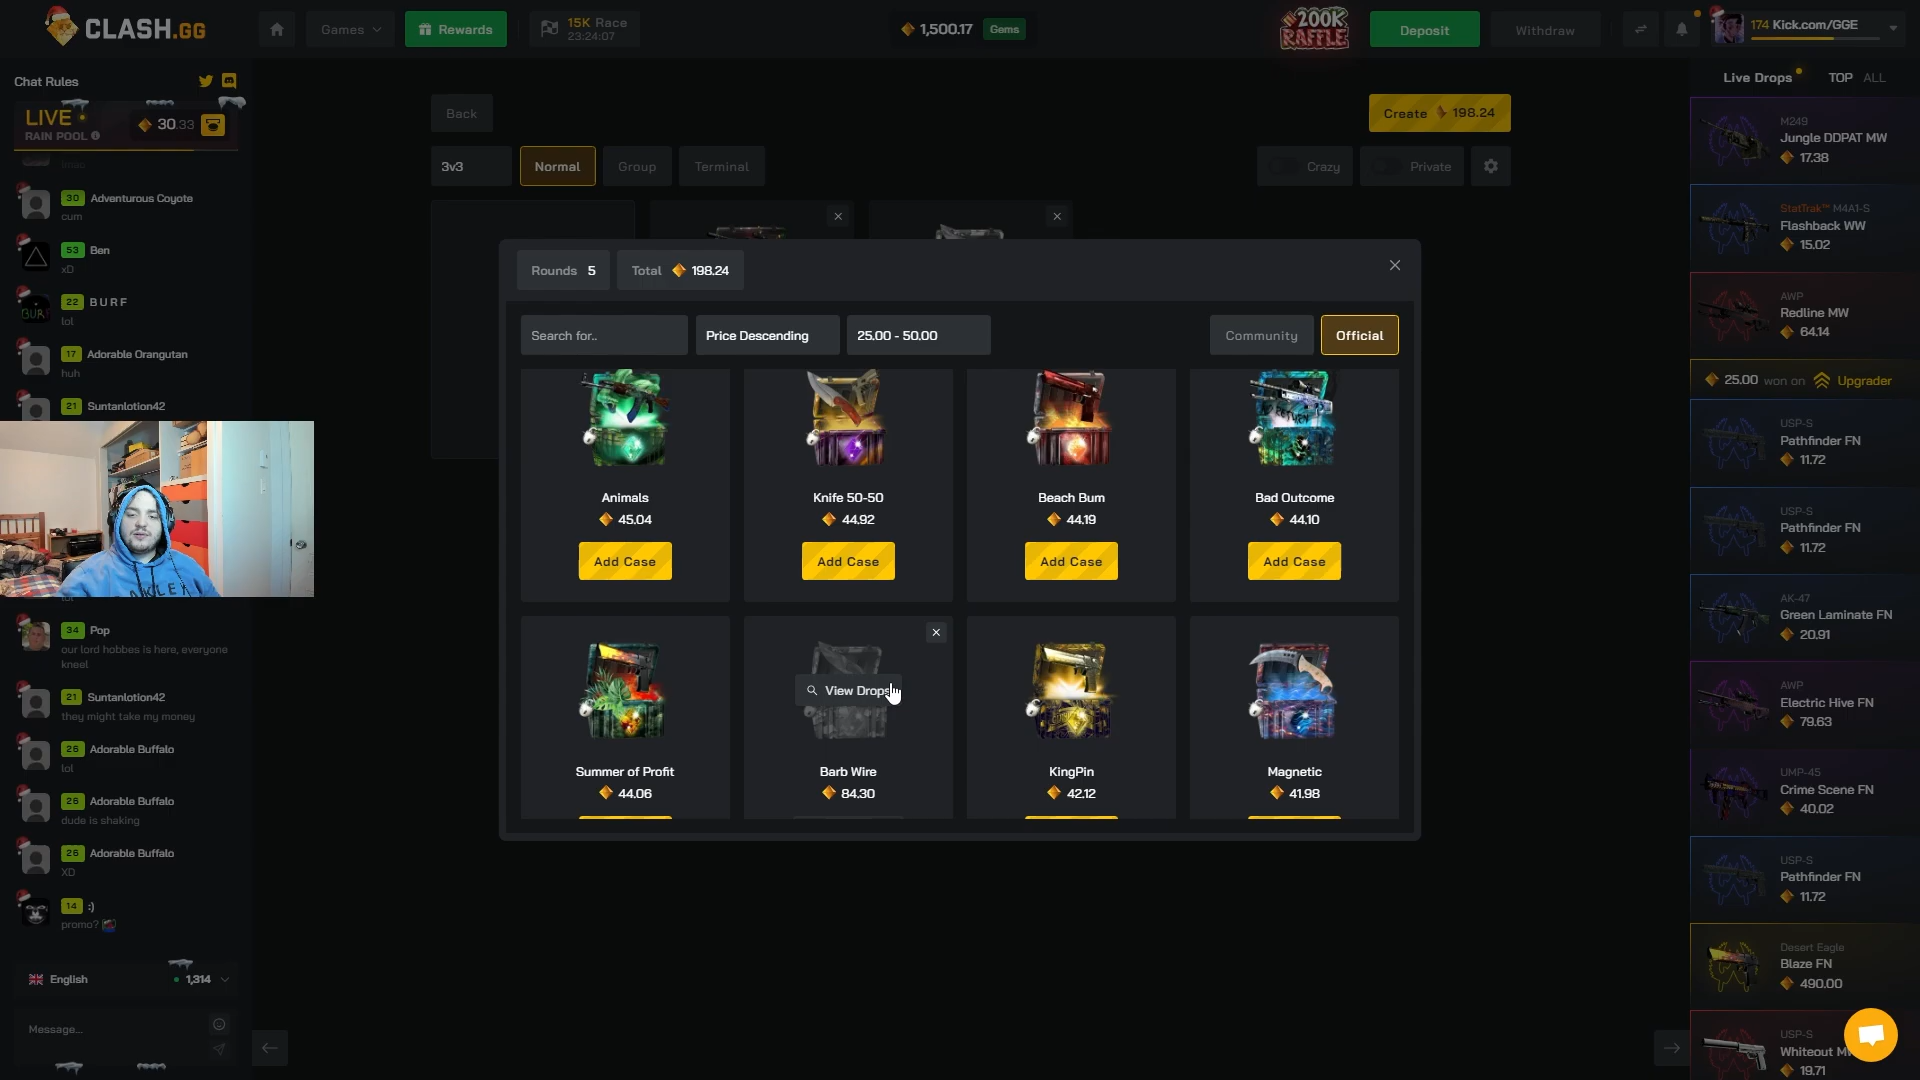 CLASH.GG
Games
Rewards
15K Race
23:24:07
1,500.17
Gems
$200K
RAFFLE
Deposit
Withdraw
174 Kick.com/GGE
Chat Rules
LIVE
RAIN POOL
30.33
30 Adventurous Coyote
cum
53 Ben
xD
22 B U R F
lol
17 Adorable Orangutan
huh
21 Suntanlotion42
lol
34 Pop
our lord hobbes is here, everyone
kneel
21 Suntanlotion42
they might take my money
26 Adorable Buffalo
lol
26 Adorable Buffalo
dude is shaking
26 Adorable Buffalo
XD
14 :)
promo?
English
1,314
Message...
Back
Create 198.24
3v3
Normal
Group
Terminal
Crazy
Private
Rounds 5
Total 198.24
Search for..
Price Descending
25.00 - 50.00
Community
Official
Animals
45.04
Add Case
Knife 50-50
44.92
Add Case
Beach Bum
44.19
Add Case
Bad Outcome
44.10
Add Case
Summer of Profit
44.06
View Drops
Barb Wire
84.30
KingPin
42.12
Magnetic
41.98
Live Drops
TOP
ALL
M249
Jungle DDPAT MW
17.38
StatTrak™ M4A1-S
Flashback WW
15.02
AWP
Redline MW
64.14
25.00 won on Upgrader
USP-S
Pathfinder FN
11.72
USP-S
Pathfinder FN
11.72
AK-47
Green Laminate FN
20.91
AWP
Electric Hive FN
79.63
UMP-45
Crime Scene FN
40.02
USP-S
Pathfinder FN
11.72
Desert Eagle
Blaze FN
490.00
USP-S
Whiteout
19.71